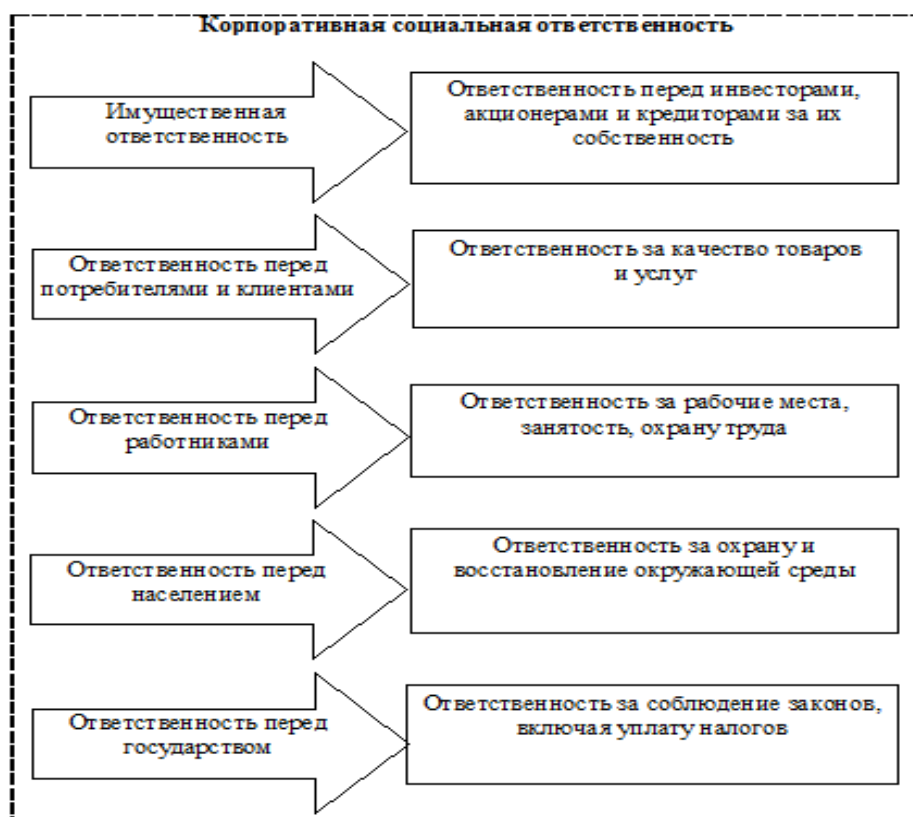 Корпоративная социальная ответственность
Имущественная
ответственность
Ответственность перед инвесторами,
акционерами и кредиторами за их
собственность
Ответственность перед
потребителями и клиентами
Ответственность за качество товаров
и услуг
Ответственность перед
работниками
Ответственность за рабочие места,
занятость, охрану труда
Ответственность перед
населением
Ответственность за охрану и
восстановление окружающей среды
Ответственность перед
государством
Ответственность за соблюдение законов,
включая уплату налогов